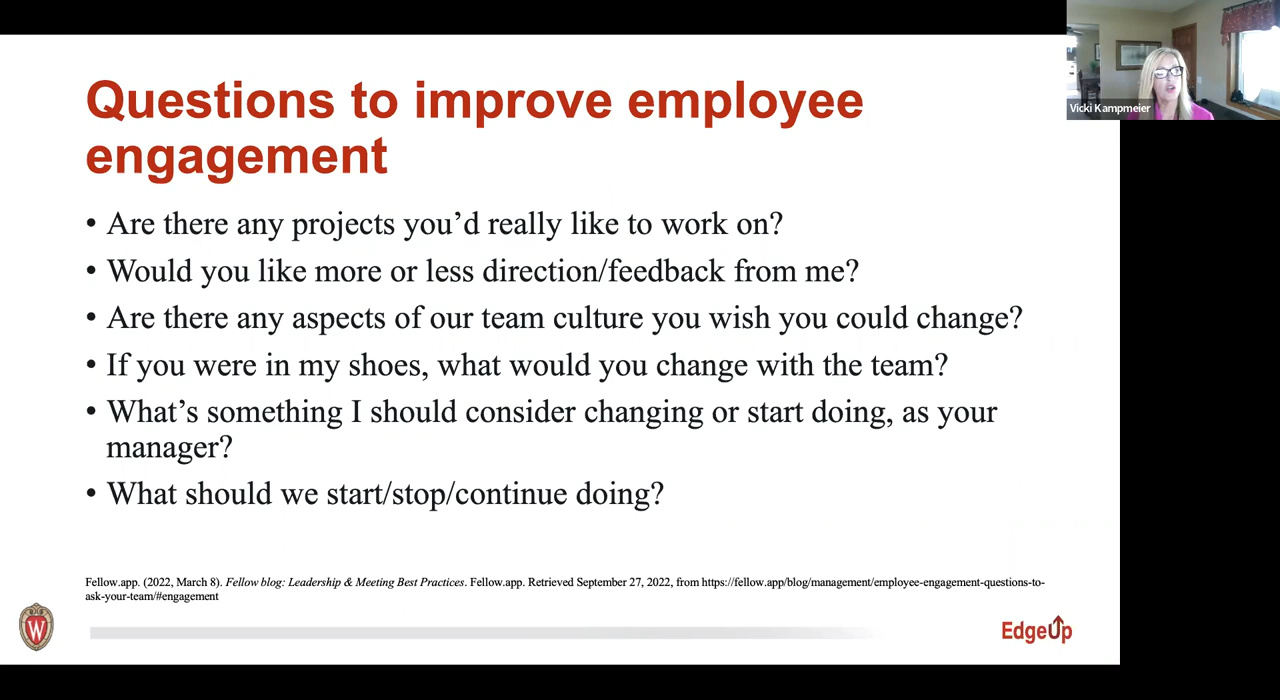 Questions to improve employee
engagement
• Are there any projects you’d really like to work on?
• Would you like more or less direction/feedback from me?
• Are there any aspects of our team culture you wish you could change?
• If you were in my shoes, what would you change with the team?
• What’s something I should consider changing or start doing, as your
manager?
• What should we start/stop/continue doing?
Fellow.app. (2022, March 8). Fellow blog: Leadership & Meeting Best Practices. Fellow.app. Retrieved September 27, 2022, from https://fellow.app/blog/management/employee-engagement-questions-to-
ask-your-team/#engagement
W
EdgeUp
Vicki Kampmeier